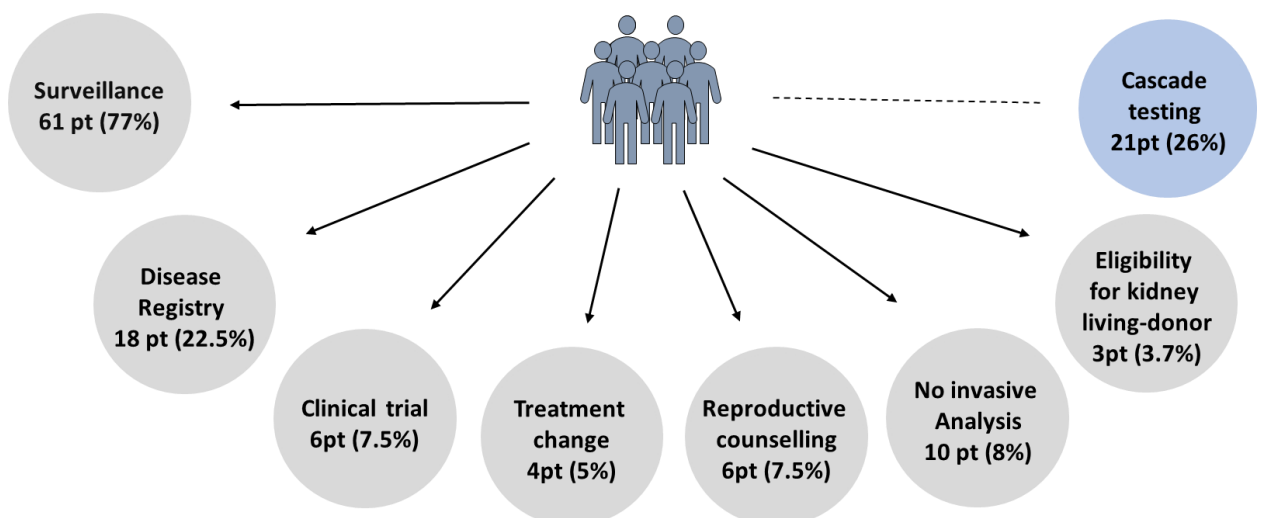 Surveillance
61 pt (77%)
Disease
Registry
18 pt (22.5%)
Clinical trial
6pt (7.5%)
Treatment
change
4pt (5%)
Reproductive
counselling
6pt (7.5%)
No invasive
Analysis
10 pt (8%)
Eligibility
for kidney
living-donor
3pt (3.7%)
Cascade
testing
21pt (26%)